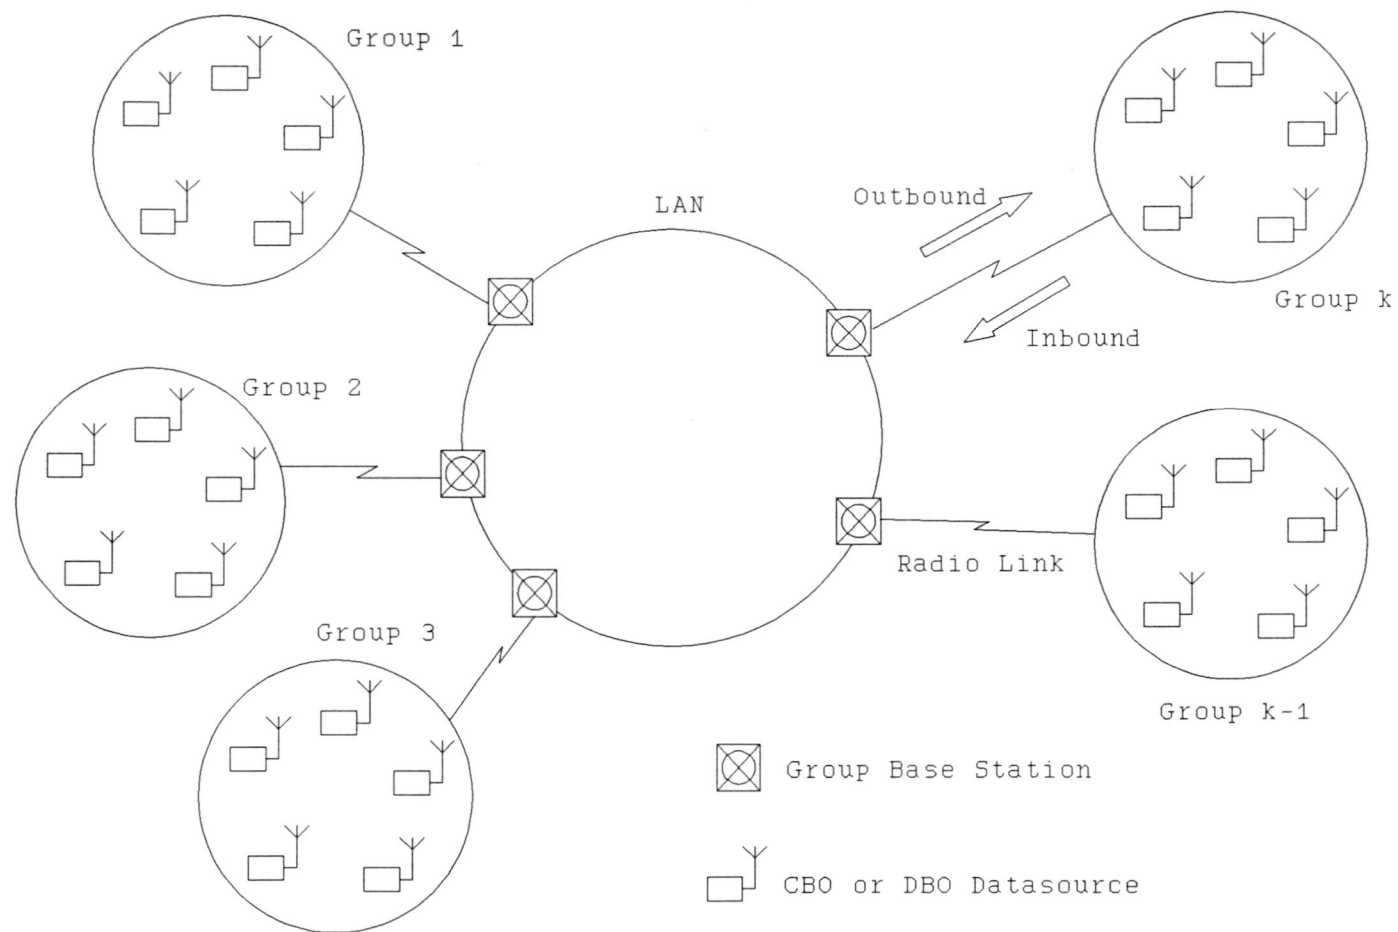 Group 1
LAN
Outbound
Group k
Inbound
Group 2
Radio Link
Group 3
Group k-1
Group Base Station
CBO or DBO Datasource